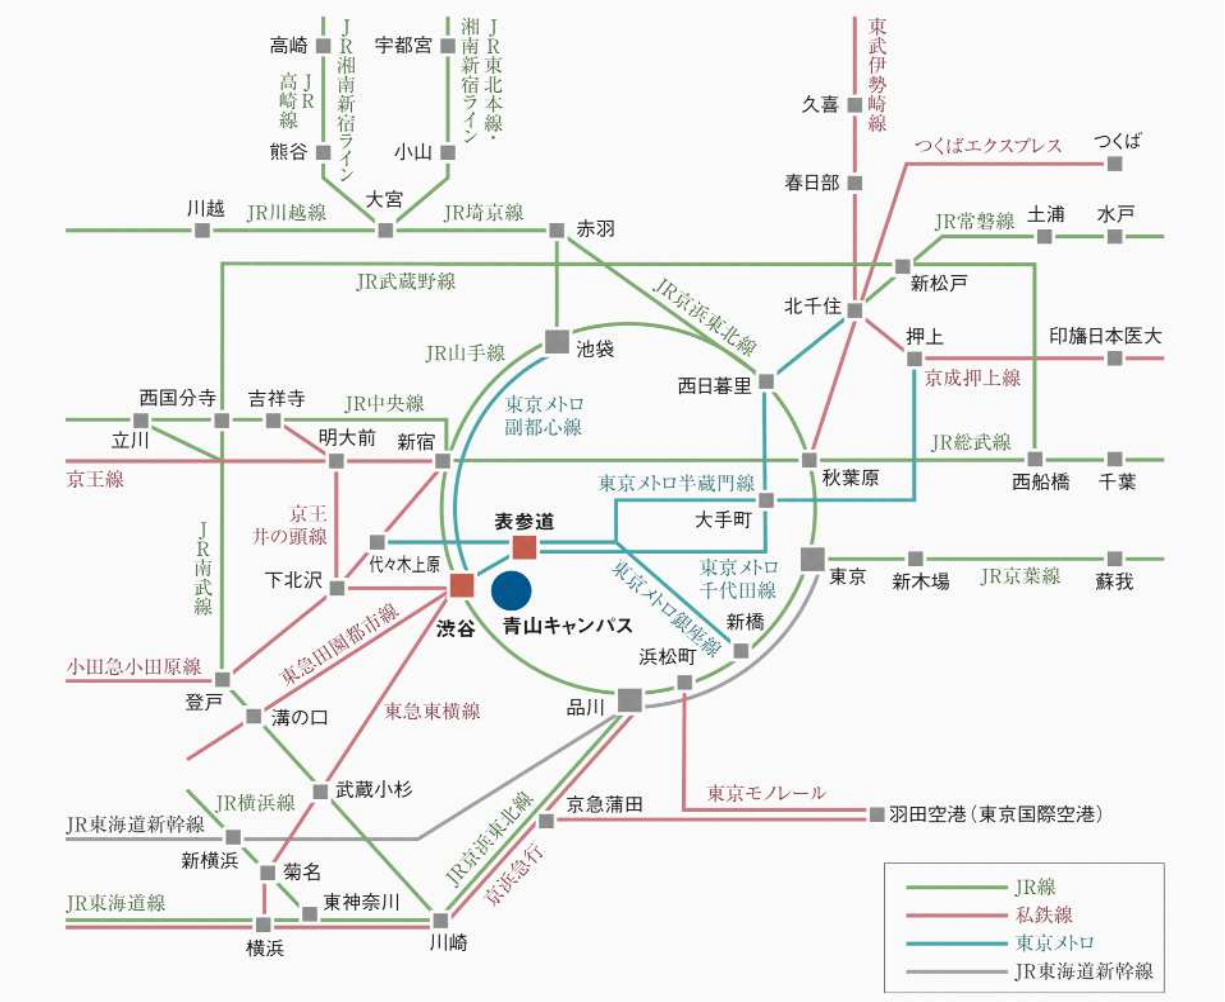 高崎
JR湘南新宿ライン
宇都宮
湘南新宿ライン
JR東北本線・
東武伊勢崎線
JR
高崎線
久喜
熊谷
小山
つくばエクスプレス
つくば
春日部
大宮
川越
JR川越線
JR埼京線
赤羽
JR常磐線
土浦
水戸
JR武蔵野線
JR京浜東北線
新松戸
北千住
押上
印旛日本医大
JR山手線
池袋
西日暮里
京成押上線
西国分寺
吉祥寺
JR中央線
東京メトロ
副都心線
立川
明大前
新宿
JR総武線
京王線
秋葉原
西船橋
千葉
東京メトロ半蔵門線
大手町
京王
井の頭線
表参道
JR南武線
代々木上原
下北沢
東京メトロ
千代田線
東京
新木場
JR京葉線
蘇我
東京メトロ銀座線
渋谷
青山キャンパス
新橋
東急田園都市線
浜松町
小田急小田原線
登戸
溝の口
東急東横線
品川
武蔵小杉
JR横浜線
JR京浜東北線
京急蒲田
東京モノレール
羽田空港(東京国際空港)
JR東海道新幹線
新横浜
菊名
京浜急行
JR東海道線
東神奈川
横浜
川崎
JR線
私鉄線
東京メトロ
JR東海道新幹線